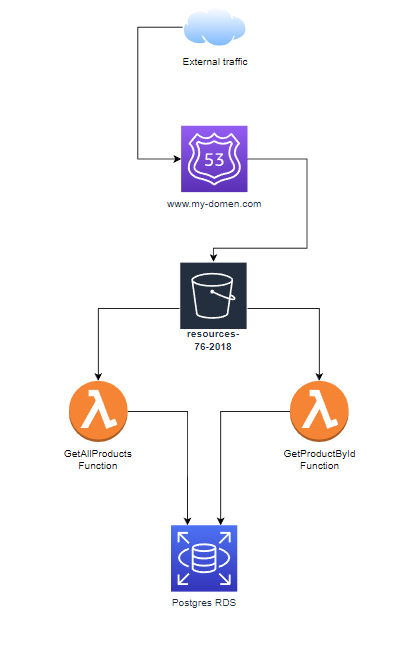 External traffic
53
www.my-domen.com
resources-
76-2018
GetAllProducts
Function
GetProductById
Function
Postgres RDS